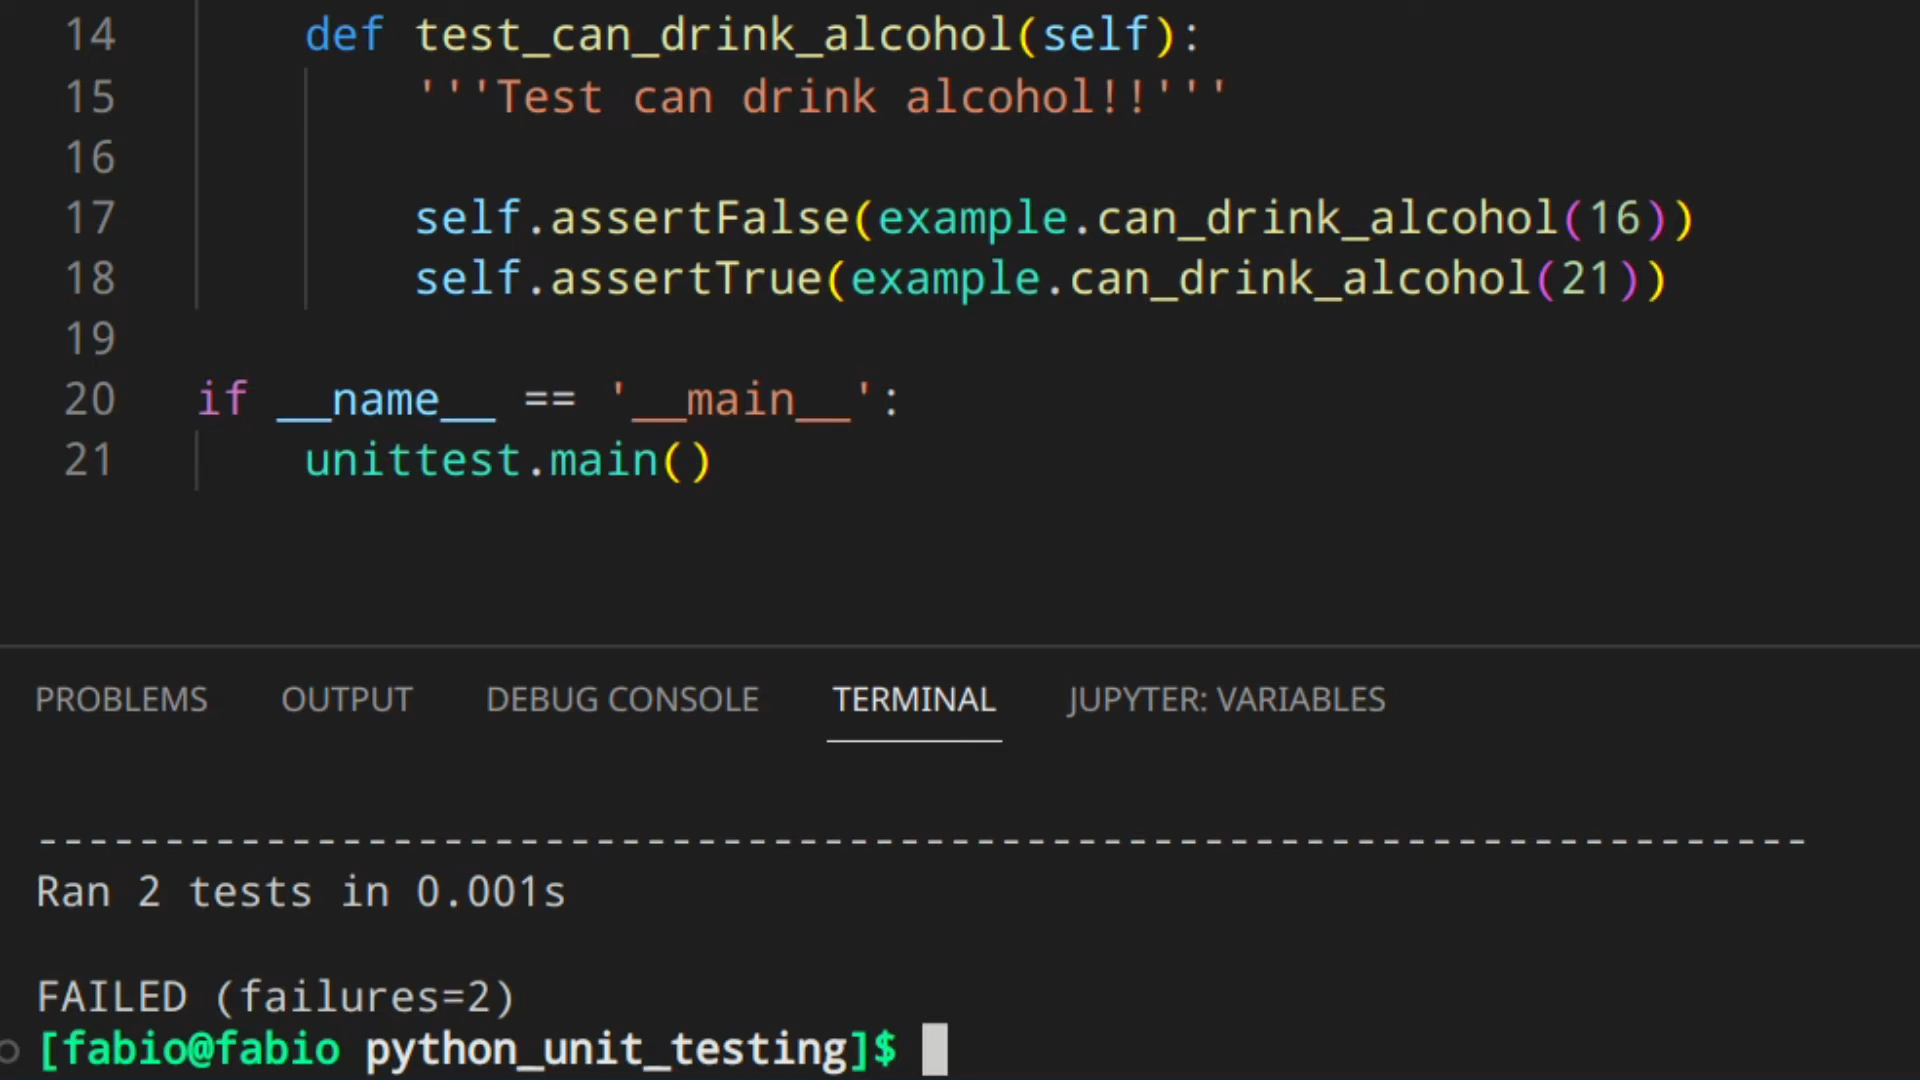 14 def test_can_drink_alcohol(self):
15 '''Test can drink alcohol!!'''
16
17 self.assertFalse(example.can_drink_alcohol(16))
18 self.assertTrue(example.can_drink_alcohol(21))
19
20 if __name__ == '__main__':
21 unittest.main()
PROBLEMS OUTPUT DEBUG CONSOLE TERMINAL JUPYTER: VARIABLES
----------------------------------------------------------------------
Ran 2 tests in 0.001s
FAILED (failures=2)
[fabio@fabio python_unit_testing]$